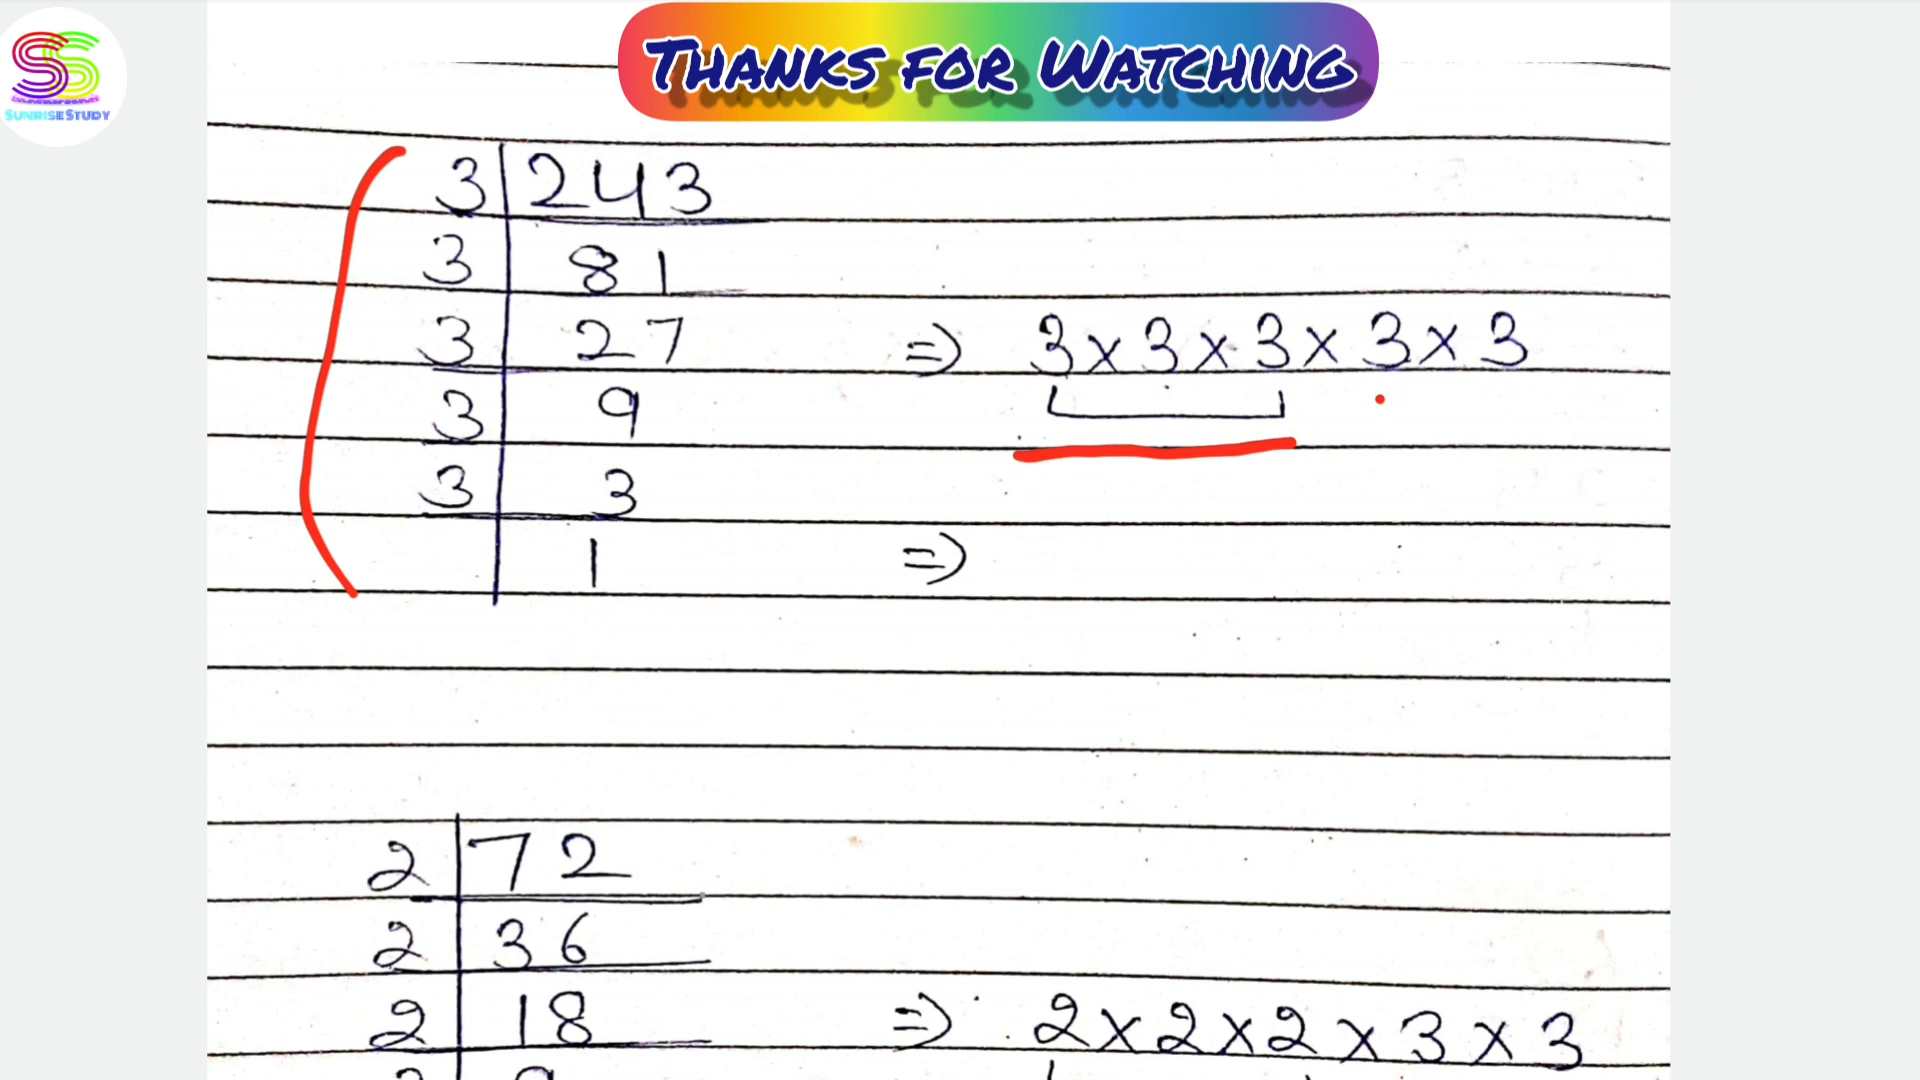 THANKS FOR WATCHING
SS
SUNRISESTUDY
3 | 243
3 | 81
3 | 27 => 3 x 3 x 3 x 3 x 3
3 | 9
3 | 3
1 =>
2 | 72
2 | 36
2 | 18 => 2 x 2 x 2 x 3 x 3